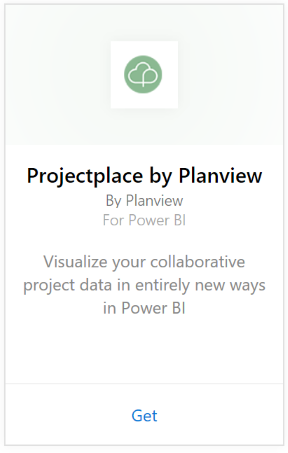 Projectplace by Planview
By Planview
For Power BI
Visualize your collaborative
project data in entirely new ways
in Power BI
Get